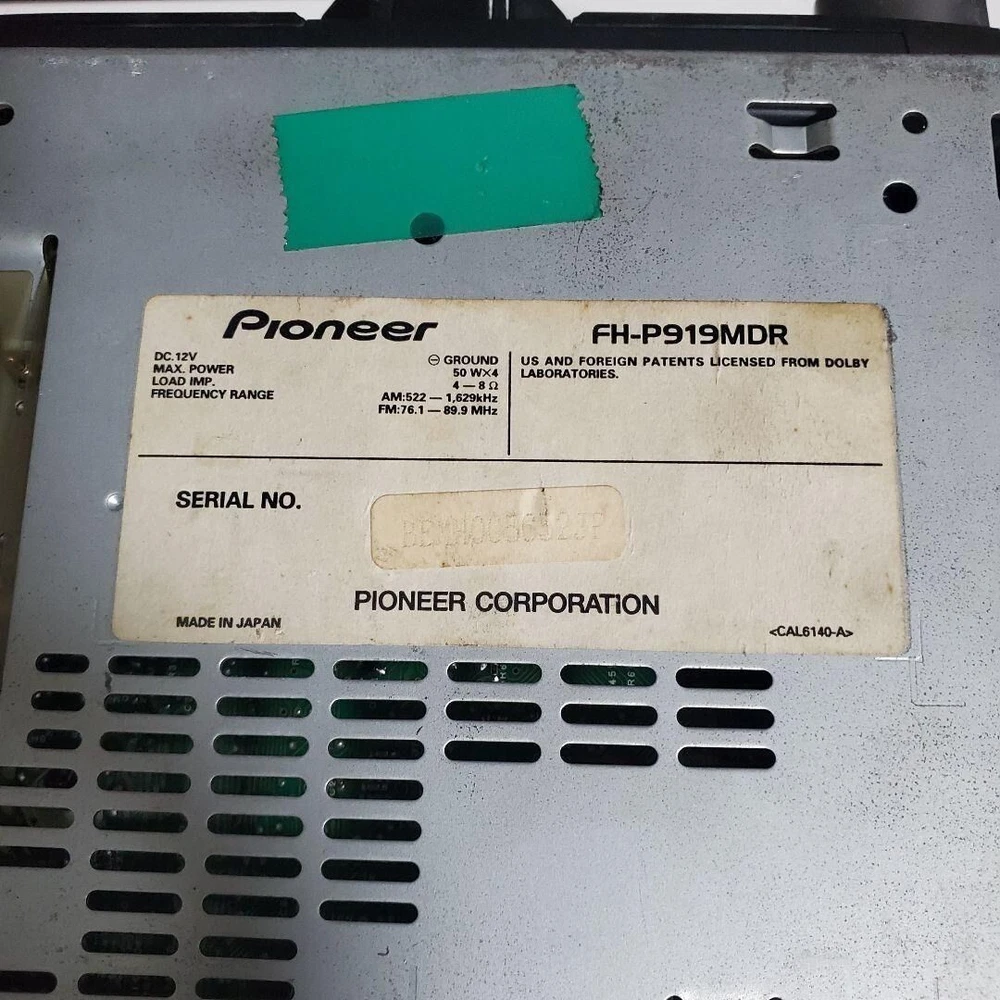 Pioneer
FH-P919MDR
DC.12V ⊖ GROUND
MAX. POWER 50 W×4
LOAD IMP. 4 — 8 Ω
FREQUENCY RANGE AM:522 — 1,629kHz
FM:76.1 — 89.9 MHz
US AND FOREIGN PATENTS LICENSED FROM DOLBY
LABORATORIES.
SERIAL NO.
PIONEER CORPORATION
MADE IN JAPAN
<CAL6140-A>